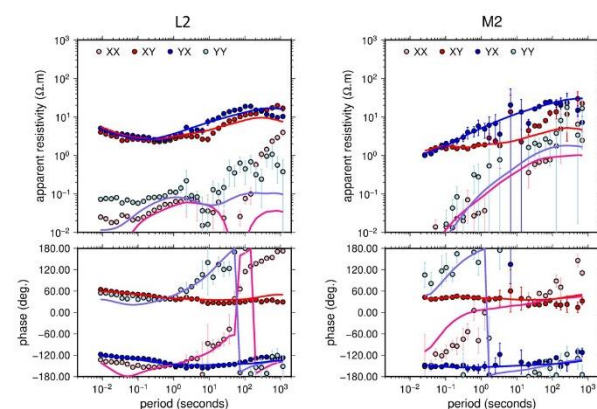 L2
M2
XX XY YX YY
XX XY YX YY
apparent resistivity (Ω.m)
10³
10²
10¹
10⁰
10⁻¹
10⁻²
apparent resistivity (Ω.m)
10³
10²
10¹
10⁰
10⁻¹
10⁻²
phase (deg.)
180.00
120.00
60.00
0.00
−60.00
−120.00
−180.00
10⁻² 10⁻¹ 10⁰ 10¹ 10² 10³
period (seconds)
phase (deg.)
180.00
120.00
60.00
0.00
−60.00
−120.00
−180.00
10⁻² 10⁻¹ 10⁰ 10¹ 10² 10³
period (seconds)